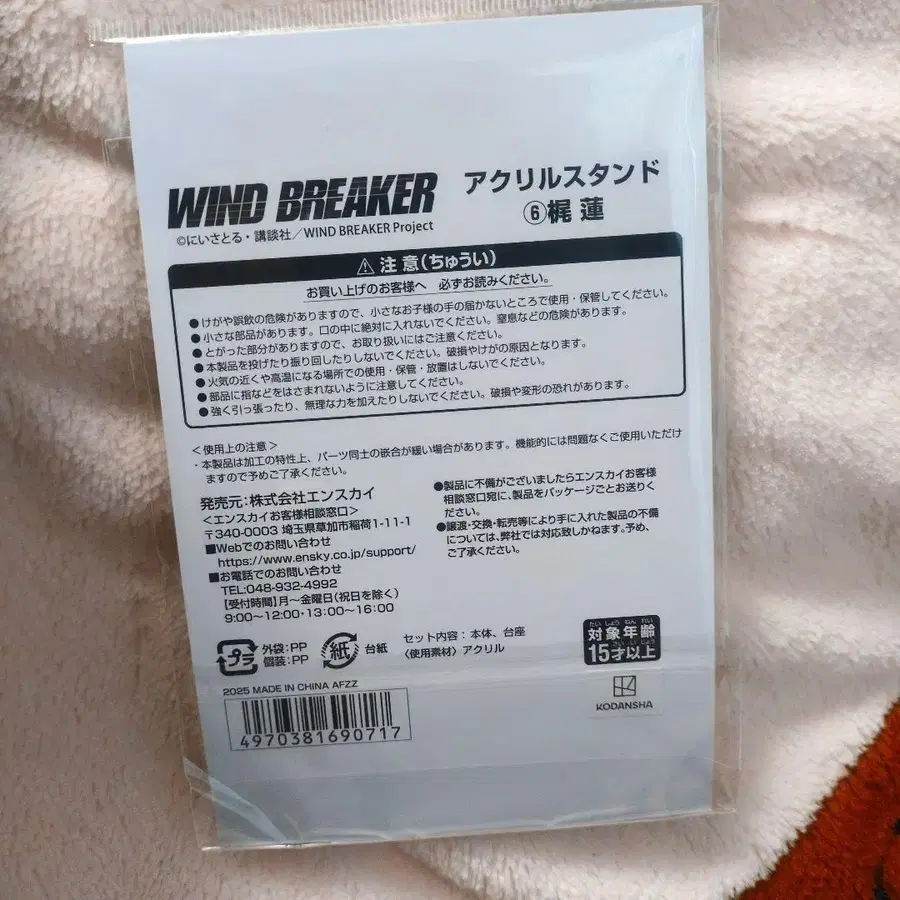 WIND BREAKER
©にいさとる・講談社／WIND BREAKER Project
アクリルスタンド
⑥梶 蓮
⚠注意(ちゅうい)
お買い上げのお客様へ 必ずお読みください。
●けがや誤飲の危険がありますので、小さなお子様の手の届かないところで使用・保管してください。
●小さな部品があります。口の中に絶対に入れないでください。窒息などの危険があります。
●とがった部分がありますので、お取り扱いにはご注意ください。
●本製品を投げたり振り回したりしないでください。破損やけがの原因となります。
●火気の近くや高温になる場所での使用・保管・放置はしないでください。
●部品に指などをはさまれないように注意してください。
●強く引っ張ったり、無理な力を加えたりしないでください。破損や変形の恐れがあります。
＜使用上の注意＞
・本製品は加工の特性上、パーツ同士の嵌合が緩い場合があります。機能的には問題なくご使用いただけ
ますので予めご了承ください。
発売元:株式会社エンスカイ
＜エンスカイお客様相談窓口＞
〒340-0003 埼玉県草加市稲荷1-11-1
■Webでのお問い合わせ
https://www.ensky.co.jp/support/
■お電話でのお問い合わせ
TEL:048-932-4992
【受付時間】月～金曜日(祝日を除く)
9:00～12:00・13:00～16:00
●製品に不備がございましたらエンスカイお客様
相談窓口宛に、製品をパッケージごとお送りく
ださい。
●譲渡・交換・転売等により手に入れた製品の不備
については、弊社では対応致しかねます。予め、
ご了承ください。
プラ
外袋:PP
個装:PP
紙
台紙
セット内容：本体、台座
〈使用素材〉アクリル
たい しょう ねん れい
対象年齢
さい い じょう
15才以上
2025 MADE IN CHINA AFZZ
4970381690717
KODANSHA